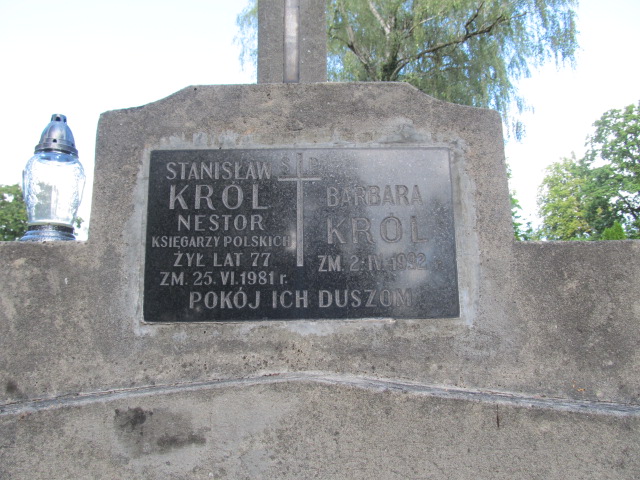 Ś P
STANISŁAW
KRÓL
NESTOR
KSIĘGARZY POLSKICH
ŻYŁ LAT 77
ZM. 25.VI.1981 r.
BARBARA
KRÓL
ZM. 2.IV.1992
POKÓJ ICH DUSZOM